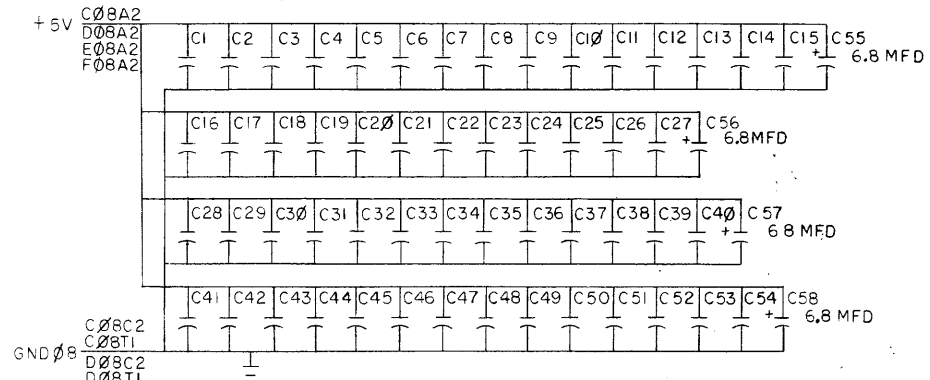 CØ8A2
+5V
DØ8A2
EØ8A2
FØ8A2
C1 C2 C3 C4 C5 C6 C7 C8 C9 C1Ø C11 C12 C13 C14 C15 + C55
6.8 MFD
C16 C17 C18 C19 C2Ø C21 C22 C23 C24 C25 C26 C27 + C56
6.8MFD
C28 C29 C3Ø C31 C32 C33 C34 C35 C36 C37 C38 C39 C4Ø + C57
6 8 MFD
C41 C42 C43 C44 C45 C46 C47 C48 C49 C50 C51 C52 C53 C54 + C58
6.8 MFD
CØ8C2
CØ8T1
GNDØ8
DØ8C2
DØ8T1